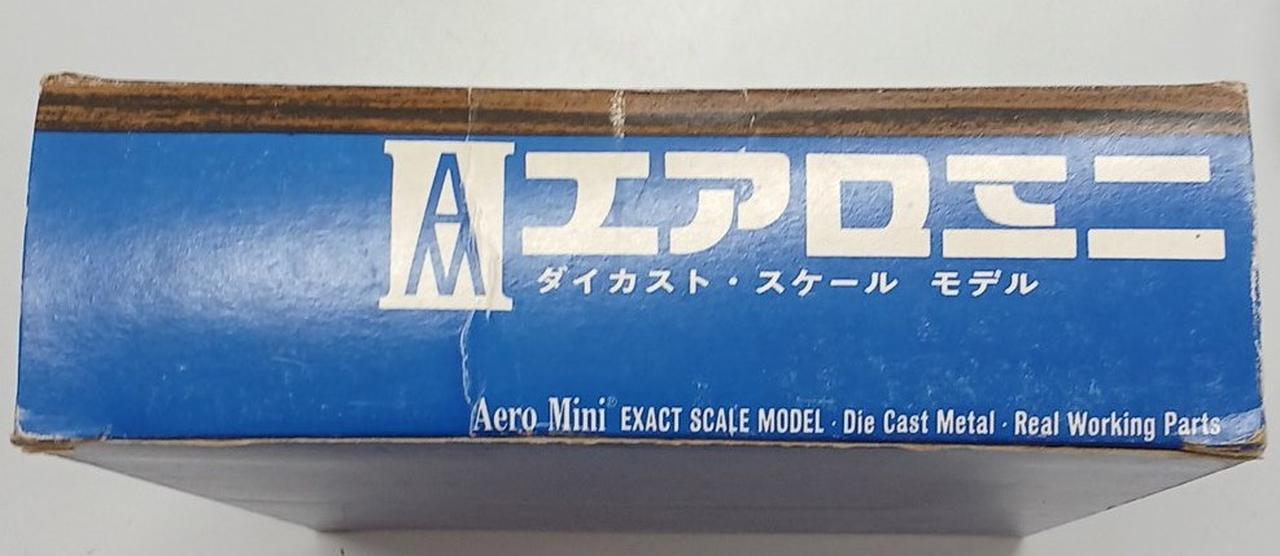 AM エアロミニ
ダイカスト・スケール モデル
Aero Mini® EXACT SCALE MODEL · Die Cast Metal · Real Working Parts